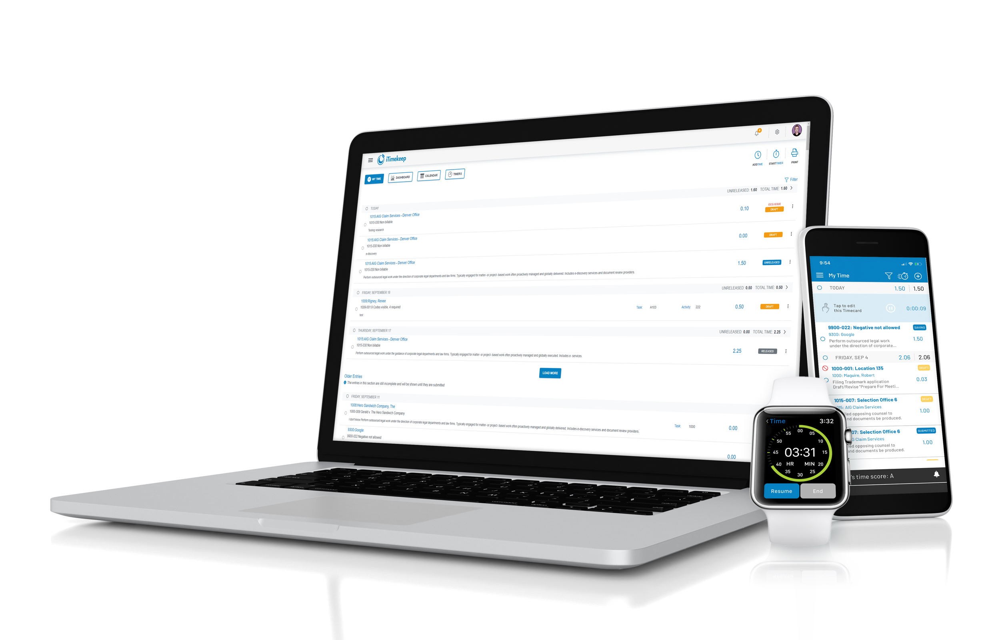 4
iTimekeep
ADDTIME
STARTTIMER
PRINT
MY TIME
DASHBOARD
CALENDAR
TIMERS
Filter
UNRELEASED: 1.60 TOTAL TIME: 1.60
TODAY
1015:AIG Claim Services - Denver Office
0.10
OCG ISSUE
DRAFT
1015-030:Non billable
Testing research
1015:AIG Claim Services - Denver Office
0.00
DRAFT
1015-030:Non billable
e-discovery
1015:AIG Claim Services - Denver Office
1.50
UNRELEASED
1015-030:Non billable
Perform outsourced legal work under the direction of corporate legal departments and law firms. Typically engaged for matter- or project- based work often proactively managed and globally delivered. Includes e-discovery services and document review providers.
FRIDAY, SEPTEMBER 18
UNRELEASED: 0.50 TOTAL TIME: 0.50
1009:Rigney, Renee
1009-001:9 Codes visible, 4 required
Task: A103 Activity: 222 0.50 DRAFT
test
THURSDAY, SEPTEMBER 17
UNRELEASED: 0.00 TOTAL TIME: 2.25
1015:AIG Claim Services - Denver Office
1015-030:Non billable
2.25 RELEASED
Perform outsourced legal work under the guidance of corporate legal departments and law firms. Typically engaged for matter- or project- based work often proactively managed and globally executed. Includes e- services.
LOAD MORE
Older Entries
The entries in this section are still incomplete and will be shown until they are submitted
FRIDAY, SEPTEMBER 11
1008:Hero Sandwich Company, The
1000-009:Gerald v. The Hero Sandwich Company
I don't know Perform outsourced legal work under the direction of corporate legal departments and law firms. Typically engaged for matter- or project- based work often proactively managed and globally delivered. Includes e-discovery services and document review providers.
Task: 1000 0.00
9300:Google
9900-022:Negative not allowed
0.00
9:54
My Time
TODAY 1.50 1.50
Tap to edit
this Timecard
0:00:09
9900-022: Negative not allowed SAVING
9300: Google
Perform outsourced legal work
under the direction of corporate...
1.50
FRIDAY, SEP 4 2.06 2.06
1000-001: Location 135 DRAFT
1000: Maguire, Robert
Filing Trademark application
Draft/Revise "Prepare For Meeti...
0.03
1015-007: Selection Office 6 DRAFT
15: AIG Claim Services
iled opposing counsel to
nd documents be produced.
1.00
07: Selection Office 6 SUBMITTED
G Claim Services
led opposing counsel to
nd documents be produced.
1.00
's time score: A
Time 3:32
00 05 10 15 20 25 30 35 40 45 50 55
03:31
HR MIN
Resume End